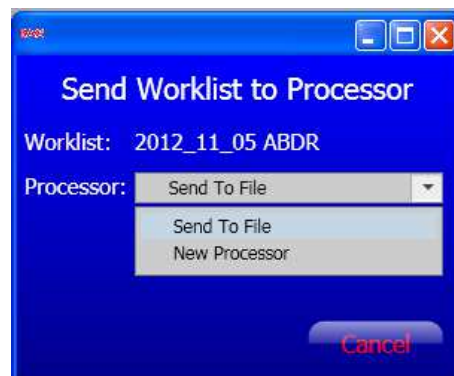 Send Worklist to Processor
Worklist: 2012_11_05 ABDR
Processor: Send To File
Send To File
New Processor
Cancel